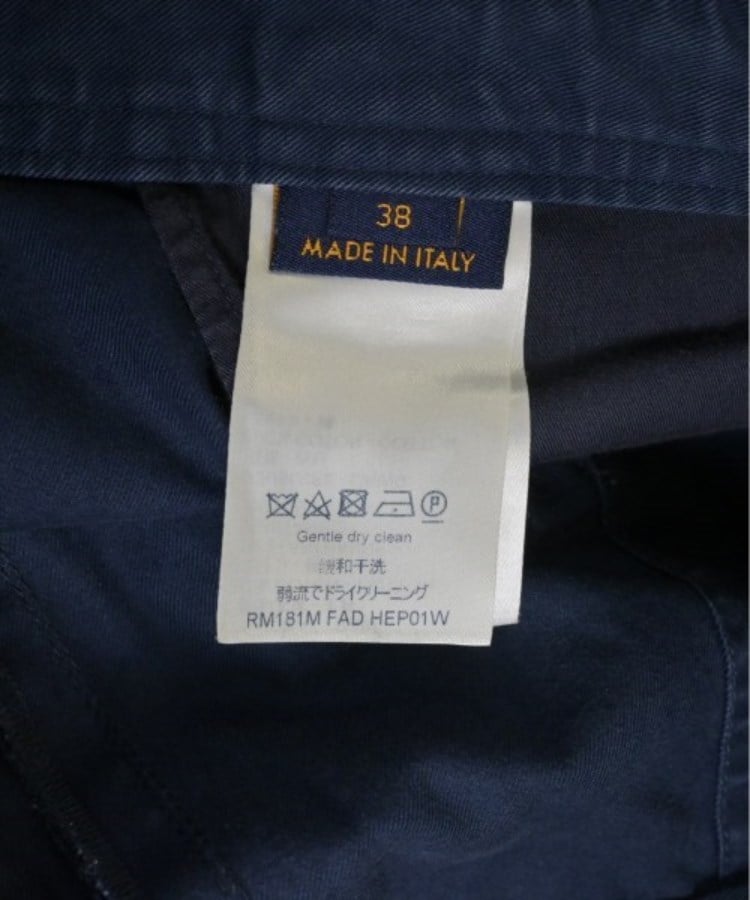 38
MADE IN ITALY
Gentle dry clean
缓和干洗
弱流でドライクリーニング
RM181M FAD HEP01W